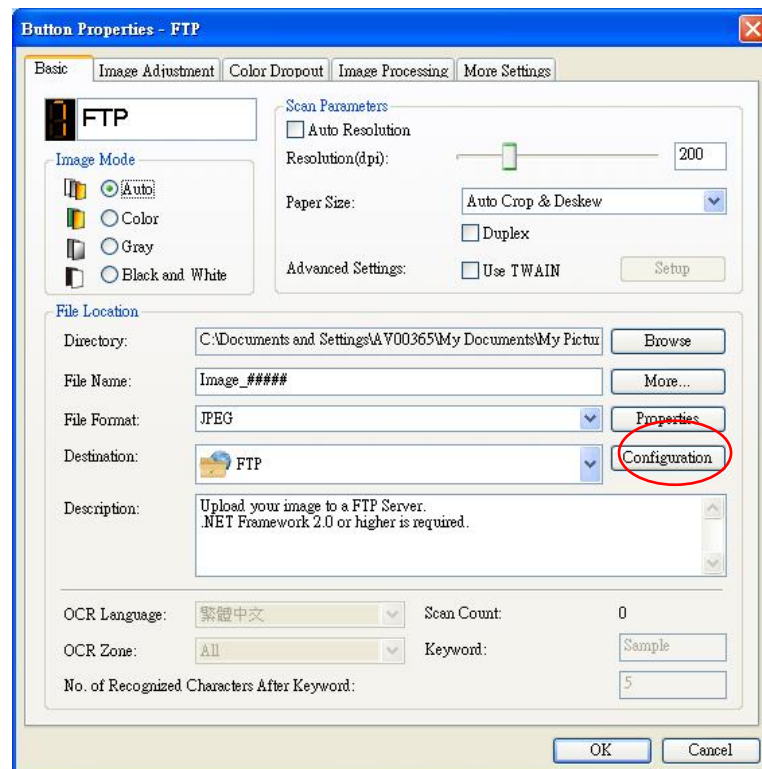 Button Properties - FTP
Basic Image Adjustment Color Dropout Image Processing More Settings
7 FTP
Scan Parameters
Auto Resolution
Resolution(dpi): 200
Paper Size: Auto Crop & Deskew
Duplex
Advanced Settings: Use TWAIN Setup
Image Mode
Auto
Color
Gray
Black and White
File Location
Directory: C:\Documents and Settings\AV00365\My Documents\My Pictur Browse
File Name: Image_##### More...
File Format: JPEG Properties
Destination: FTP Configuration
Description: Upload your image to a FTP Server.
.NET Framework 2.0 or higher is required.
OCR Language: 繁體中文 Scan Count: 0
OCR Zone: All Keyword: Sample
No. of Recognized Characters After Keyword: 5
OK Cancel